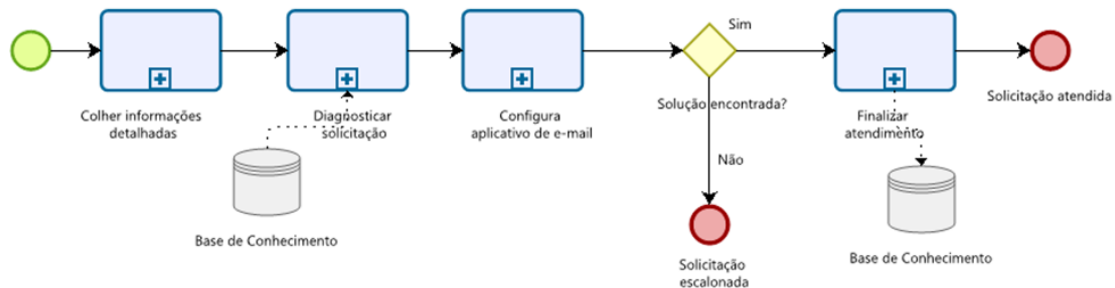 Sim
Colher informações
detalhadas
Diagnosticar
solicitação
Configura
aplicativo de e-mail
Solução encontrada?
Finalizar
atendimento
Solicitação atendida
Não
Base de Conhecimento
Solicitação
escalonada
Base de Conhecimento